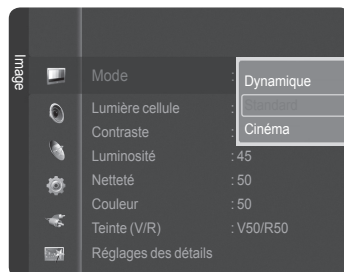 Image
Mode :
Dynamique
Standard
Cinéma
Lumière cellule :
Contraste :
Luminosité : 45
Netteté : 50
Couleur : 50
Teinte (V/R) : V50/R50
Réglages des détails